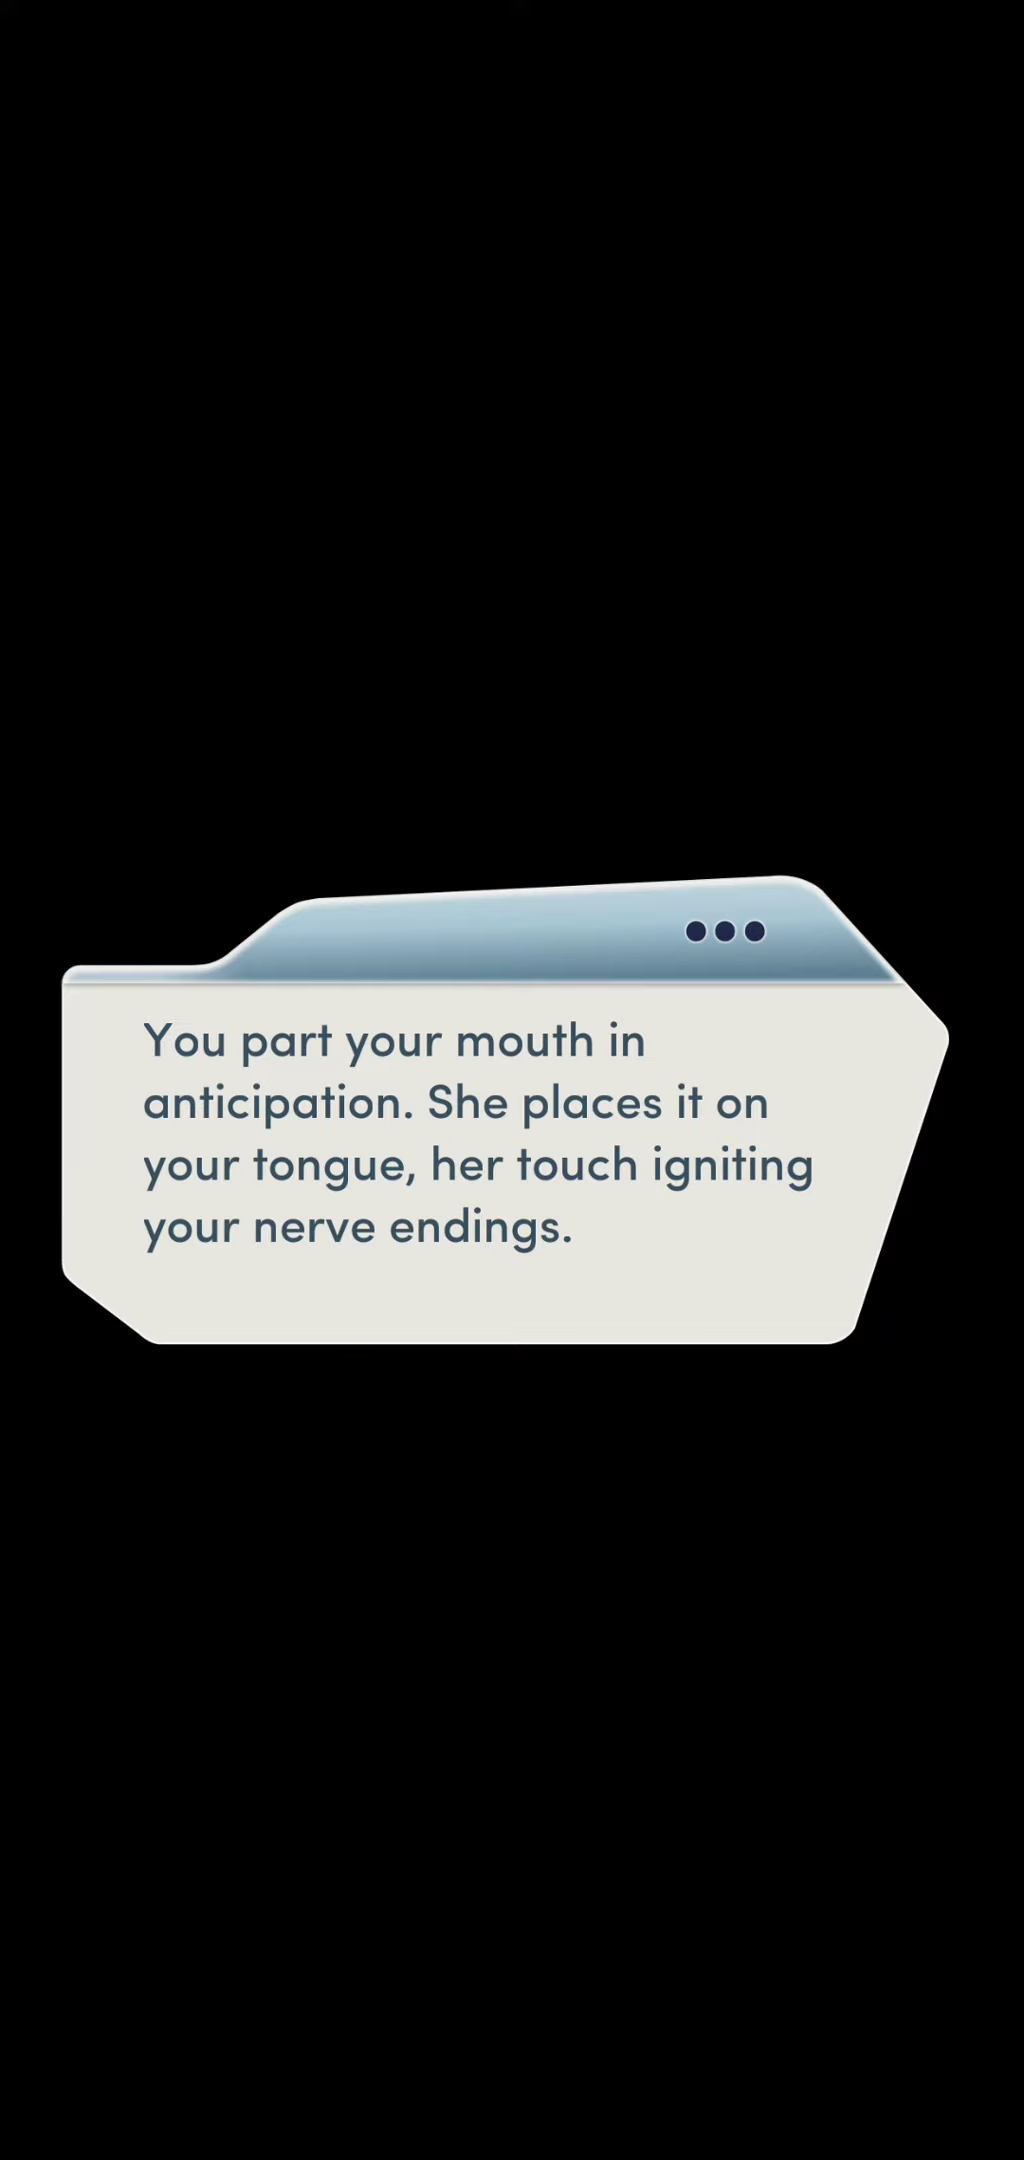 You part your mouth in
anticipation. She places it on
your tongue, her touch igniting
your nerve endings.